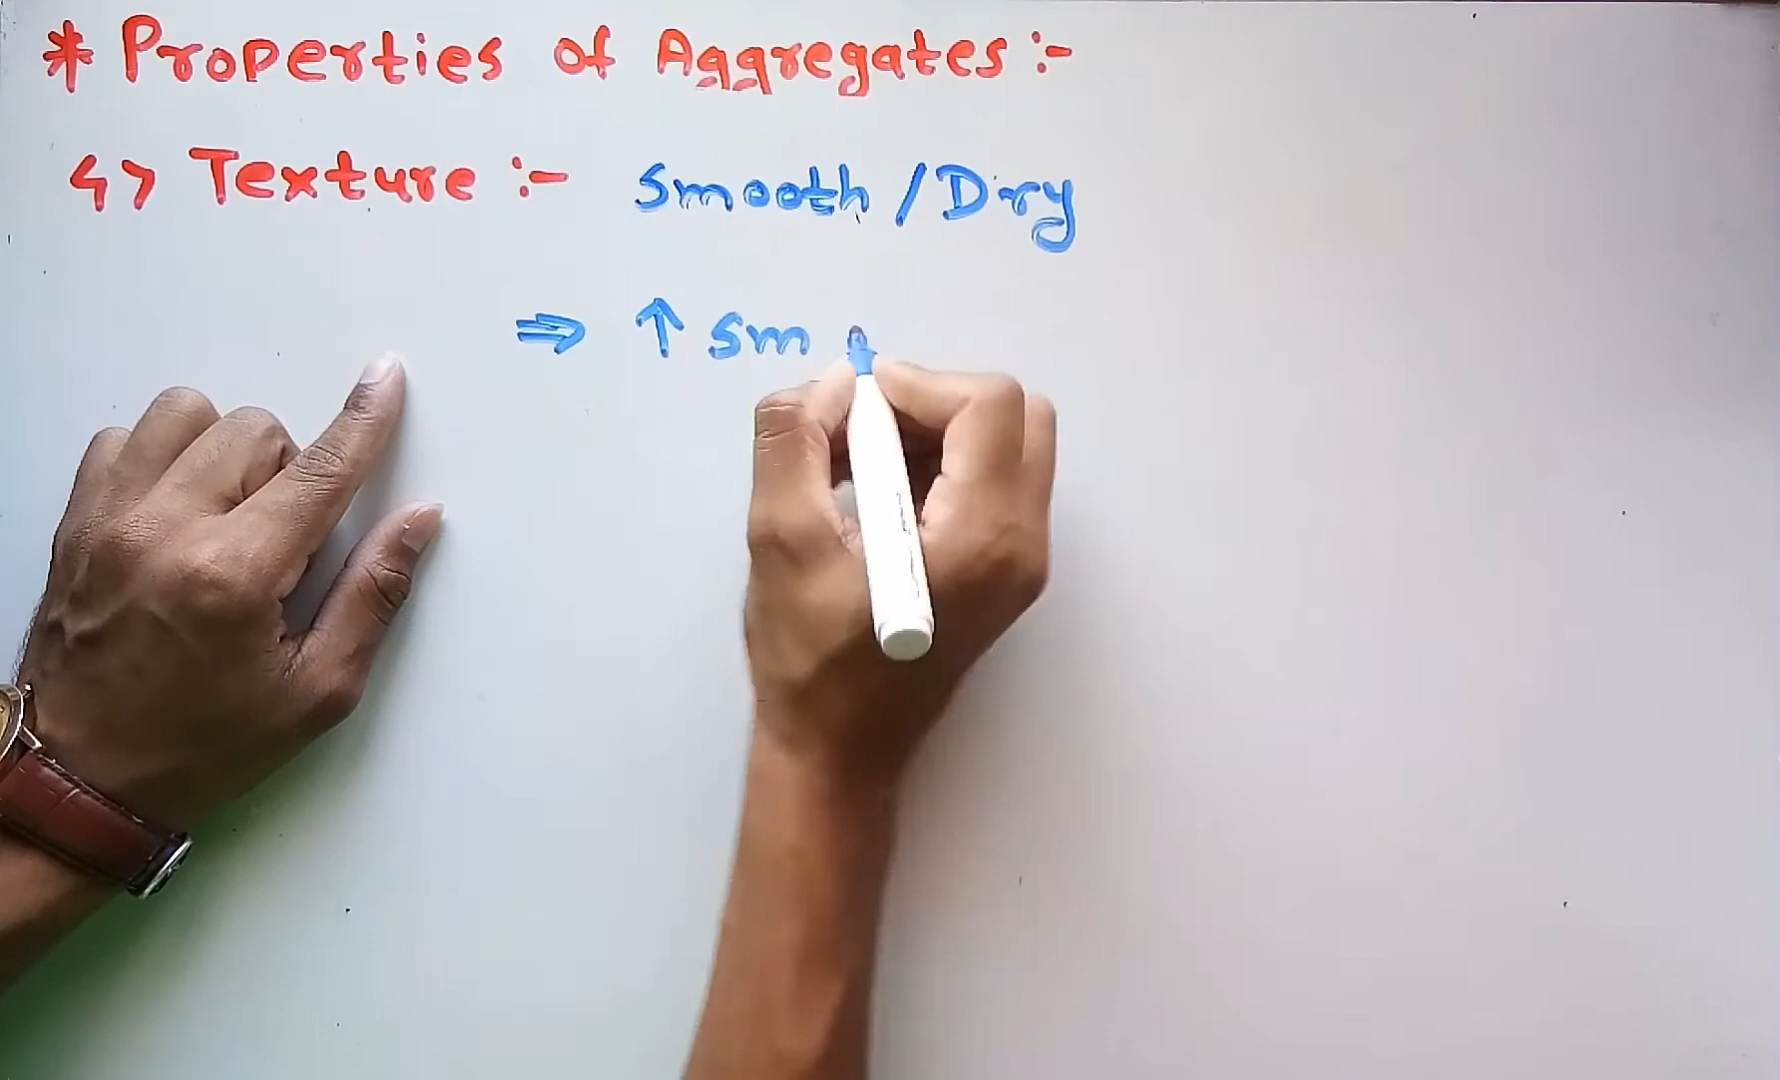 * Properties of Aggregates :-
4> Texture :- Smooth / Dry
⇒ ↑ Sm